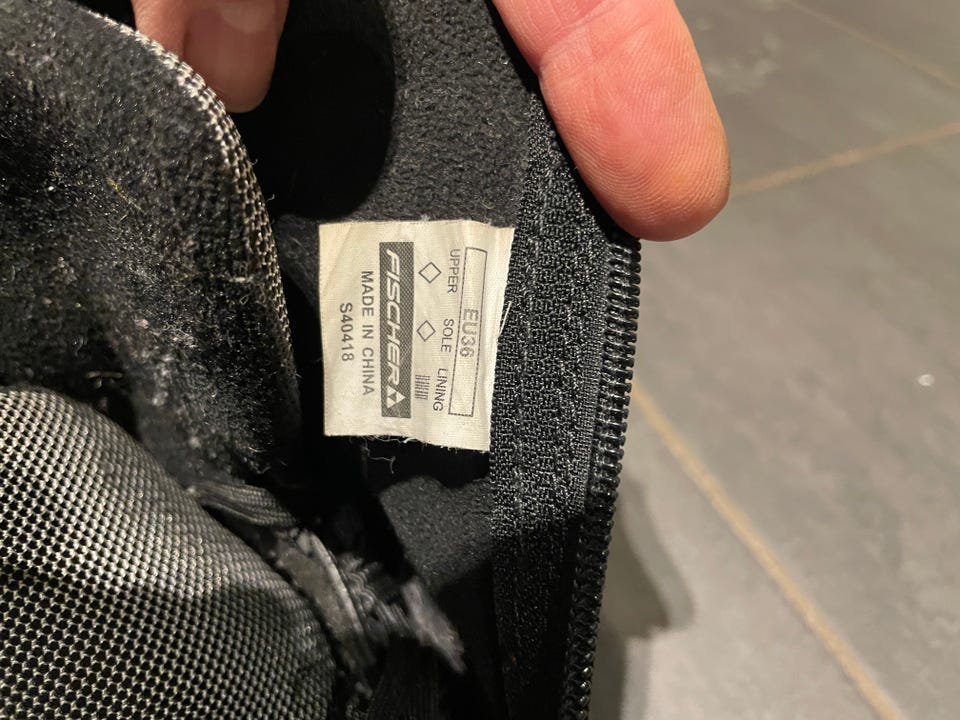 EU36
UPPER SOLE LINING
FISCHER
MADE IN CHINA
S40418